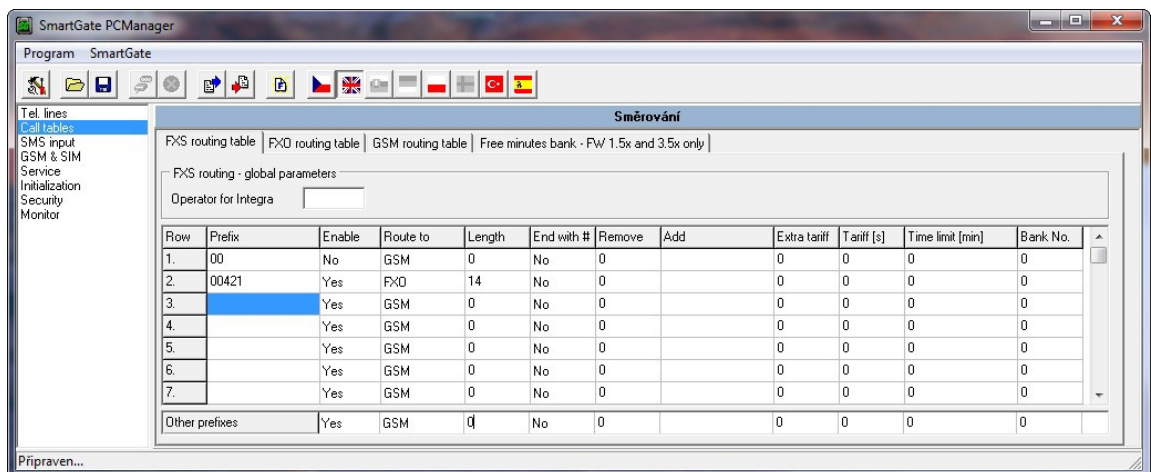 SmartGate PCManager
Program SmartGate
Tel. lines
Call tables
SMS input
GSM & SIM
Service
Initialization
Security
Monitor
Směrování
FXS routing table FXO routing table GSM routing table Free minutes bank - FW 1.5x and 3.5x only
FXS routing - global parameters
Operator for Integra
Row Prefix Enable Route to Length End with # Remove Add Extra tariff Tariff [s] Time limit [min] Bank No.
1. 00 No GSM 0 No 0 0 0 0 0
2. 00421 Yes FXO 14 No 0 0 0 0 0
3. Yes GSM 0 No 0 0 0 0 0
4. Yes GSM 0 No 0 0 0 0 0
5. Yes GSM 0 No 0 0 0 0 0
6. Yes GSM 0 No 0 0 0 0 0
7. Yes GSM 0 No 0 0 0 0 0
Other prefixes Yes GSM 0 No 0 0 0 0 0
Připraven...